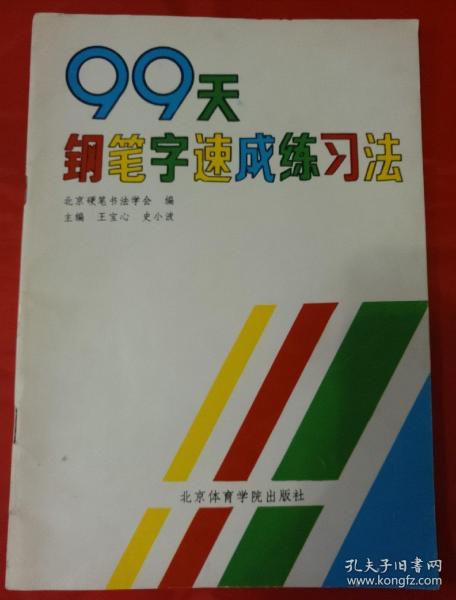 99天
钢笔字速成练习法
北京硬笔书法学会 编
主编 王宝心 史小波
北京体育学院出版社
孔夫子旧书网
www.kongfz.com